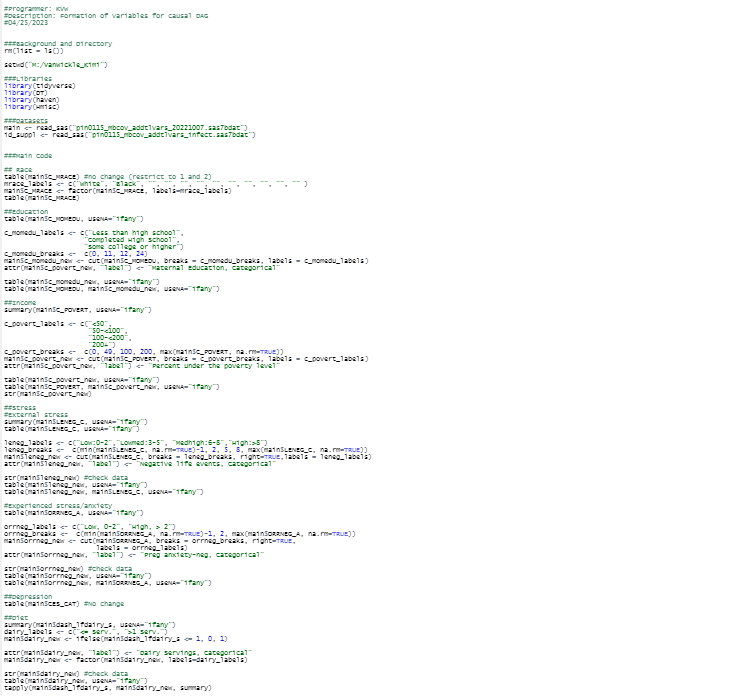 #Programmer: KVW
#Description: Formation of variables for causal DAG
#04/25/2023
###Background and Directory
rm(list = ls())
setwd("M:/VanWickle_Kimi")
###Libraries
library(tidyverse)
library(DT)
library(haven)
library(Hmisc)
###Datasets
main <- read_sas("pin0115_mbcov_addtlvars_20221007.sas7bdat")
id_suppl <- read_sas("pin0115_mbcov_addtlvars_infect.sas7bdat")
###Main Code
## Race
table(main$C_MRACE) #no change (restrict to 1 and 2)
mrace_labels <- c("White", "Black", "", "", "", "", "", "", "", "", "")
main$C_MRACE <- factor(main$C_MRACE, labels=mrace_labels)
table(main$C_MRACE)
##Education
table(main$C_MOMEDU, useNA="ifany")
c_momedu_labels <- c("Less than high school",
"Completed High School",
"Some college or higher")
c_momedu_breaks <- c(0, 11, 12, 24)
main$c_momedu_new <- cut(main$C_MOMEDU, breaks = c_momedu_breaks, labels = c_momedu_labels)
attr(main$c_povert_new, "label") <- "Maternal Education, Categorical"
table(main$c_momedu_new, useNA="ifany")
table(main$C_MOMEDU, main$c_momedu_new, useNA="ifany")
##Income
summary(main$C_POVERT, useNA="ifany")
c_povert_labels <- c("<50",
"50-<100",
"100-<200",
"200+")
c_povert_breaks <- c(0, 49, 100, 200, max(main$C_POVERT, na.rm=TRUE))
main$c_povert_new <- cut(main$C_POVERT, breaks = c_povert_breaks, labels = c_povert_labels)
attr(main$c_povert_new, "label") <- "Percent under the poverty level"
table(main$c_povert_new, useNA="ifany")
table(main$C_POVERT, main$c_povert_new, useNA="ifany")
str(main$c_povert_new)
##Stress
#External stress
summary(main$LENEG_C, useNA="ifany")
table(main$LENEG_C, useNA="ifany")
leneg_labels <- c("Low:0-2","Lowmed:3-5", "Medhigh:6-8","High:>8")
leneg_breaks <- c(min(main$LENEG_C, na.rm=TRUE)-1, 2, 5, 8, max(main$LENEG_C, na.rm=TRUE))
main$leneg_new <- cut(main$LENEG_C, breaks = leneg_breaks, right=TRUE,labels = leneg_labels)
attr(main$leneg_new, "label") <- "Negative life events, Categorical"
str(main$leneg_new) #Check data
table(main$leneg_new, useNA="ifany")
table(main$leneg_new, main$LENEG_C, useNA="ifany")
#Experienced stress/anxiety
table(main$ORRNEG_A, useNA="ifany")
orrneg_labels <- c("Low, 0-2", "High, > 2")
orrneg_breaks <- c(min(main$ORRNEG_A, na.rm=TRUE)-1, 2, max(main$ORRNEG_A, na.rm=TRUE))
main$orrneg_new <- cut(main$ORRNEG_A, breaks = orrneg_breaks, right=TRUE,
labels = orrneg_labels)
attr(main$orrneg_new, "label") <- "Preg anxiety-neg, Categorical"
str(main$orrneg_new) #Check data
table(main$orrneg_new, useNA="ifany")
table(main$orrneg_new, main$ORRNEG_A, useNA="ifany")
##Depression
table(main$CES_CAT) #No change
##Diet
summary(main$dash_lfdairy_s, useNA="ifany")
dairy_labels <- c("<= Serv.", ">1 Serv.")
main$dairy_new <- ifelse(main$dash_lfdairy_s <= 1, 0, 1)
attr(main$dairy_new, "label") <- "Dairy Servings, Categorical"
main$dairy_new <- factor(main$dairy_new, labels=dairy_labels)
str(main$dairy_new) #Check data
table(main$dairy_new, useNA="ifany")
tapply(main$dash_lfdairy_s, main$dairy_new, summary)